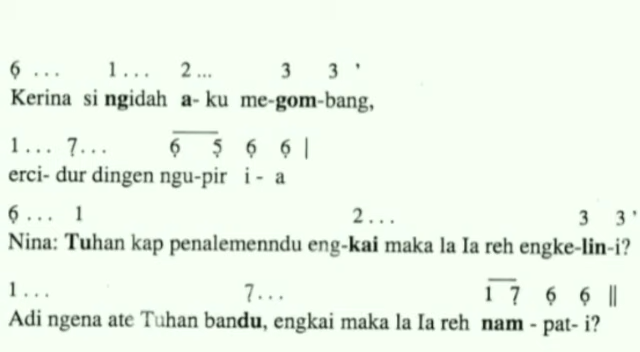 6̣ ... 1 ... 2 ... 3 3 '
Kerina si ngidah a- ku me-gom-bang,
1 ... 7̣ ... 6̣ 5̣ 6̣ 6̣ |
erci- dur dingen ngu-pir i - a
6̣ ... 1 2 ... 3 3 '
Nina: Tuhan kap penalemenndu eng-kai maka la Ia reh engke-lin-i?
1 ... 7̣ ... 1 7̣ 6̣ 6̣ ||
Adi ngena ate Tuhan bandu, engkai maka la Ia reh nam - pat- i?